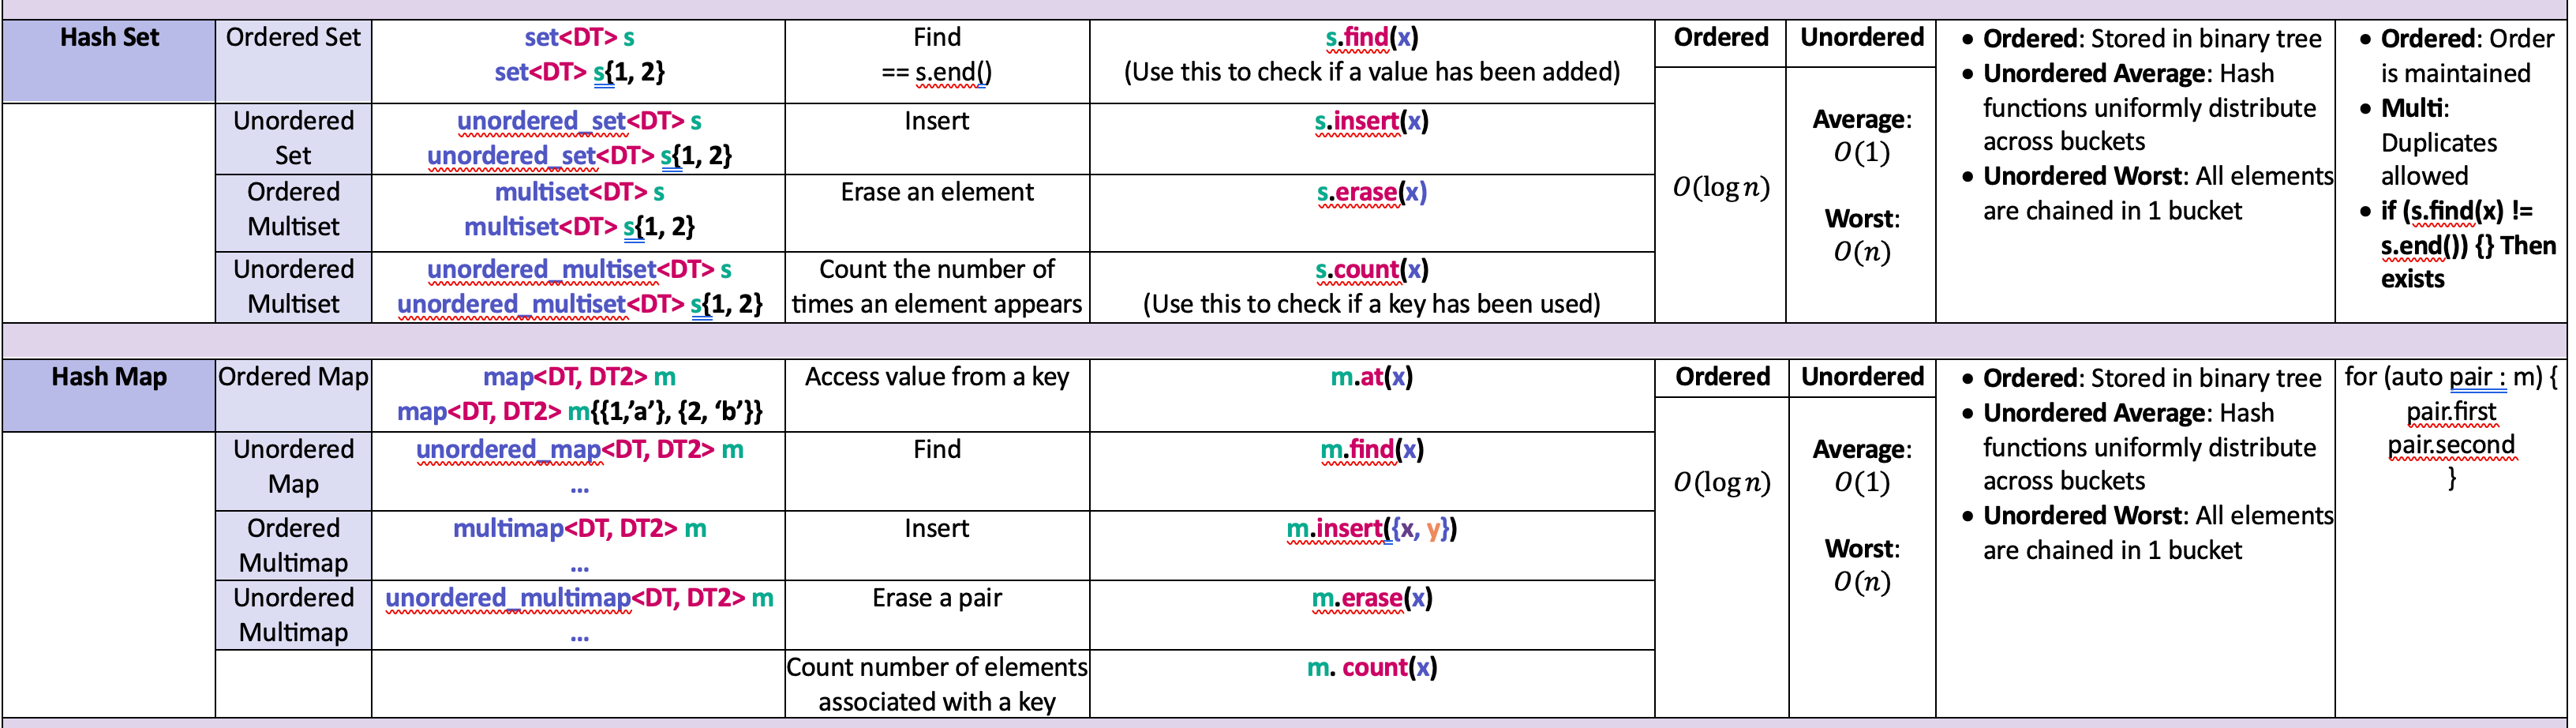 Hash Set
Ordered Set
set<DT> s
set<DT> s{1, 2}
Find
== s.end()
s.find(x)
(Use this to check if a value has been added)
Ordered
Unordered
Ordered: Stored in binary tree
Unordered Average: Hash
functions uniformly distribute
across buckets
Unordered Worst: All elements
are chained in 1 bucket
Ordered: Order
is maintained
Multi:
Duplicates
allowed
if (s.find(x) !=
s.end()) {} Then
exists
O(log n)
Average:
O(1)
Worst:
O(n)
Unordered
Set
unordered_set<DT> s
unordered_set<DT> s{1, 2}
Insert
s.insert(x)
Ordered
Multiset
multiset<DT> s
multiset<DT> s{1, 2}
Erase an element
s.erase(x)
Unordered
Multiset
unordered_multiset<DT> s
unordered_multiset<DT> s{1, 2}
Count the number of
times an element appears
s.count(x)
(Use this to check if a key has been used)
Hash Map
Ordered Map
map<DT, DT2> m
map<DT, DT2> m{{1,’a’}, {2, ‘b’}}
Access value from a key
m.at(x)
Ordered
Unordered
Ordered: Stored in binary tree
Unordered Average: Hash
functions uniformly distribute
across buckets
Unordered Worst: All elements
are chained in 1 bucket
for (auto pair : m) {
pair.first
pair.second
}
O(log n)
Average:
O(1)
Worst:
O(n)
Unordered
Map
unordered_map<DT, DT2> m
...
Find
m.find(x)
Ordered
Multimap
multimap<DT, DT2> m
...
Insert
m.insert({x, y})
Unordered
Multimap
unordered_multimap<DT, DT2> m
...
Erase a pair
m.erase(x)
Count number of elements
associated with a key
m. count(x)